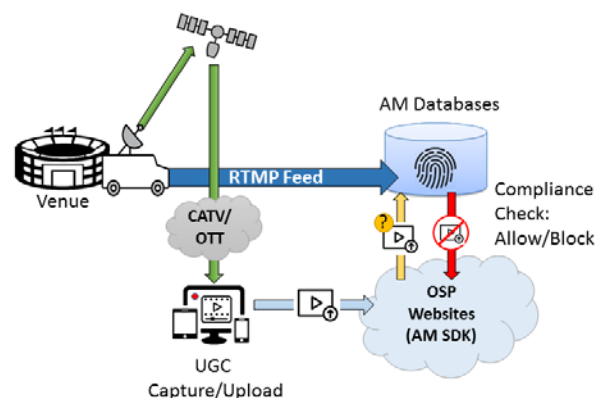 AM Databases
RTMP Feed
Venue
Compliance
Check:
Allow/Block
CATV/
OTT
?
OSP
Websites
(AM SDK)
UGC
Capture/Upload